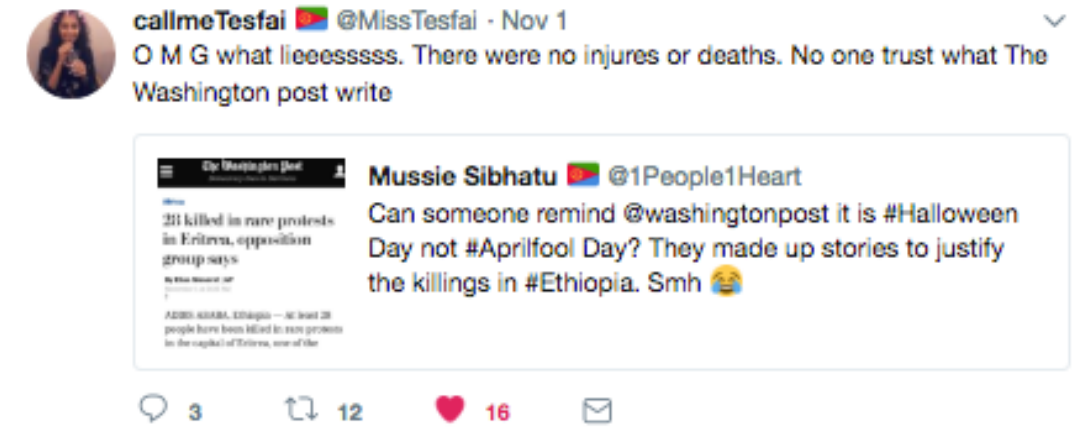 callmeTesfai 🇪🇷 @MissTesfai · Nov 1
O M G what lieeesssss. There were no injures or deaths. No one trust what The
Washington post write
The Washington Post
28 killed in rare protests
in Eritrea, opposition
group says
ADDIS ABABA, Ethiopia — At least 28
people have been killed in rare protests
in the capital of Eritrea, one of the
Mussie Sibhatu 🇪🇷 @1People1Heart
Can someone remind @washingtonpost it is #Halloween
Day not #Aprilfool Day? They made up stories to justify
the killings in #Ethiopia. Smh 😂
3 12 16